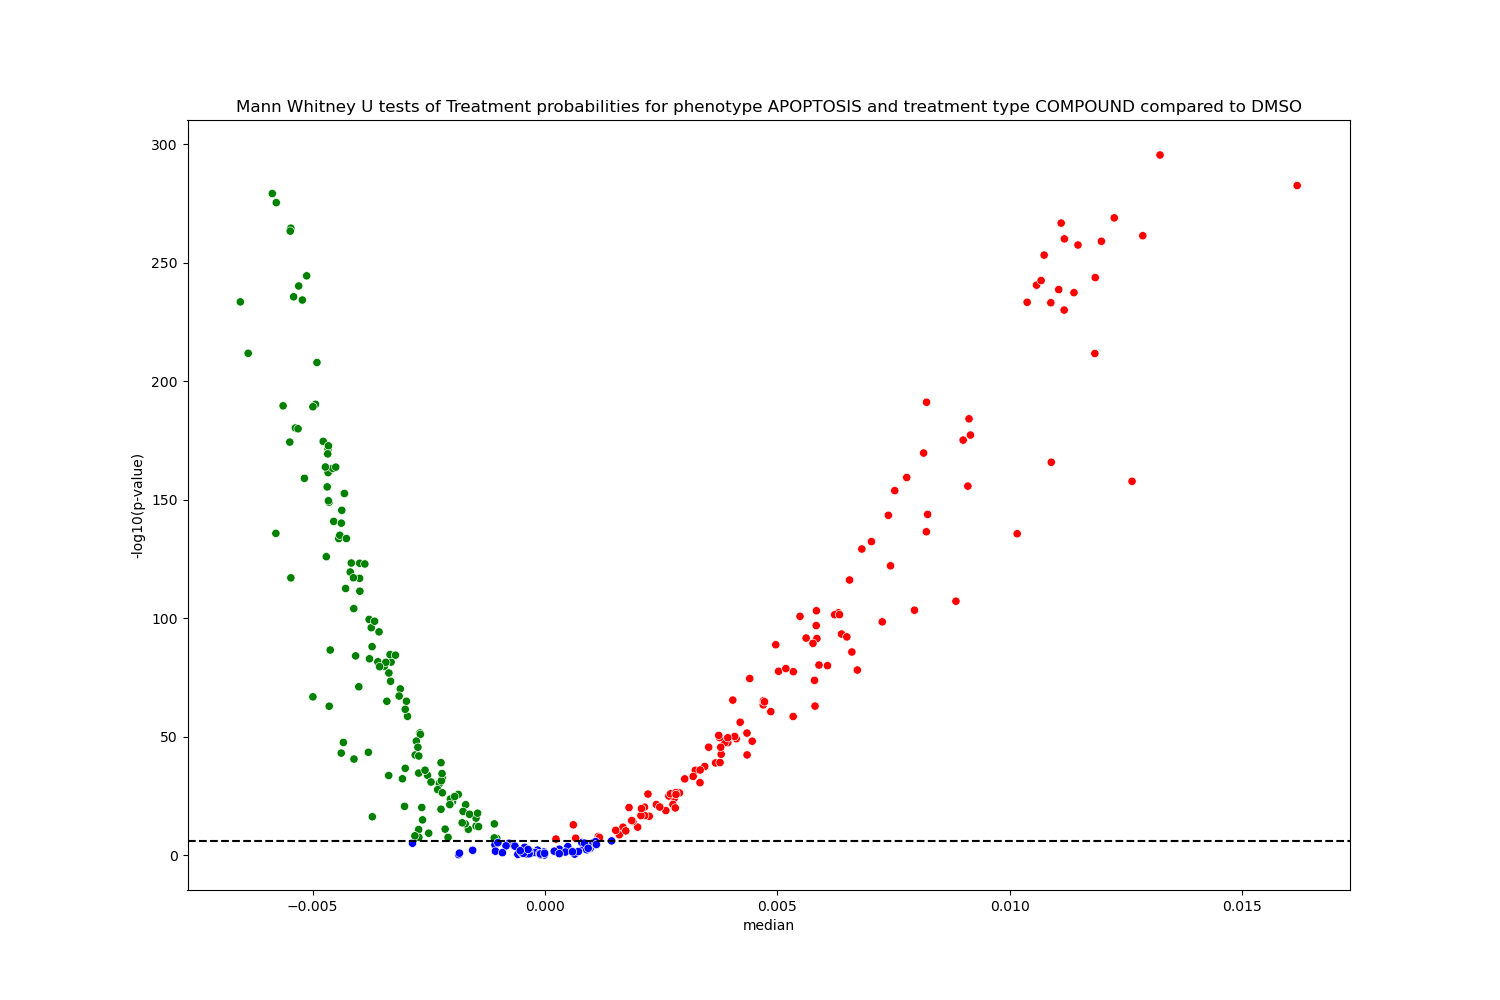 Mann Whitney U tests of Treatment probabilities for phenotype APOPTOSIS and treatment type COMPOUND compared to DMSO
300
250
200
150
100
50
0
-log10(p-value)
−0.005 0.000 0.005 0.010 0.015
median